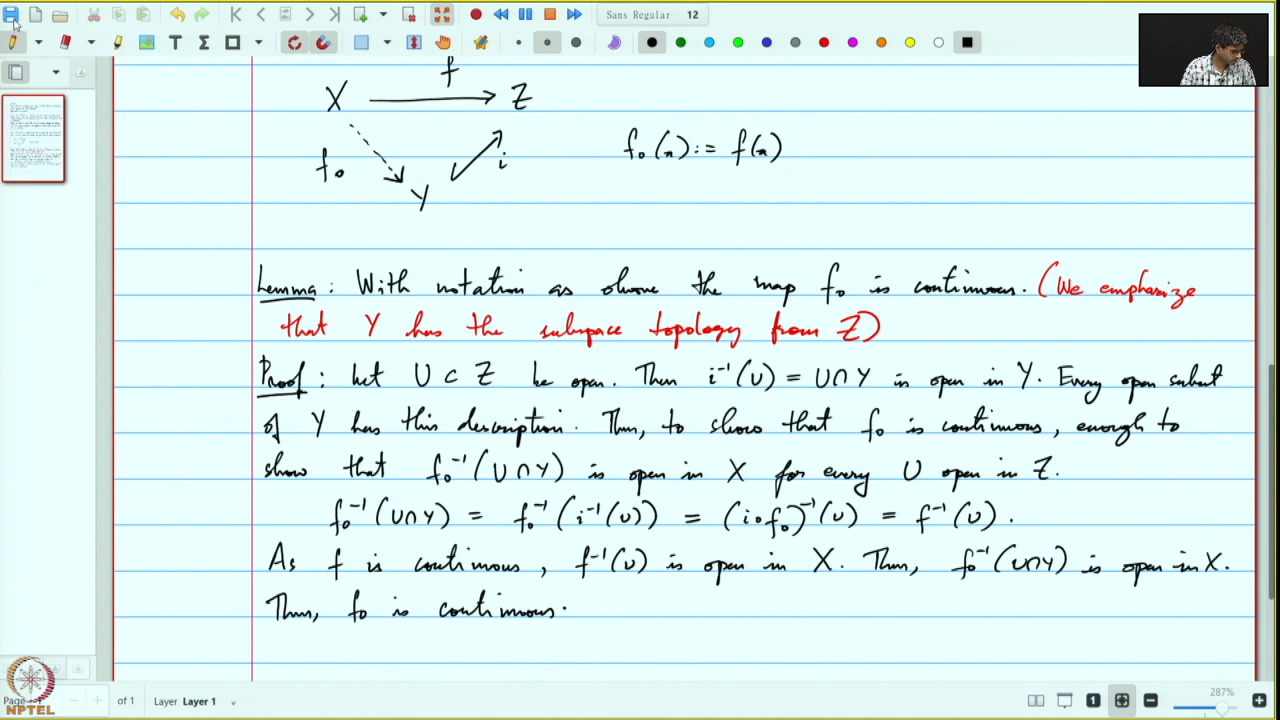 Sans Regular 12
f
X Z
f₀ i f₀(x) := f(x)
Y
Lemma : With notation as above the map f₀ is continuous. (We emphasize
that Y has the subspace topology from Z)
Proof : Let U ⊂ Z be open. Then i⁻¹(U) = U∩Y is open in Y. Every open subset
of Y has this description. Thus, to show that f₀ is continuous, enough to
show that f₀⁻¹(U∩Y) is open in X for every U open in Z.
f₀⁻¹(U∩Y) = f₀⁻¹(i⁻¹(U)) = (i∘f₀)⁻¹(U) = f⁻¹(U).
As f is continuous, f⁻¹(U) is open in X. Thus, f₀⁻¹(U∩Y) is open in X.
Thus, f₀ is continuous.
NPTEL
Page of 1 Layer Layer 1 287%